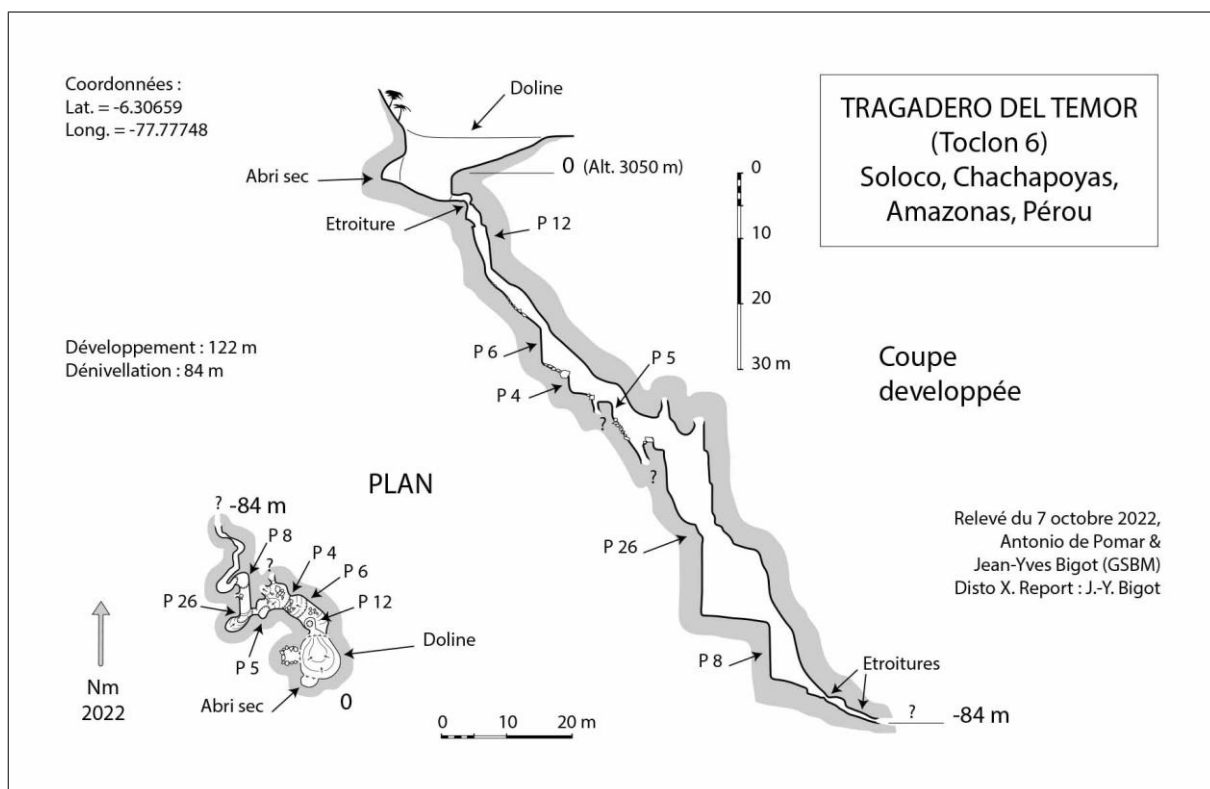 Coordonnées :
Lat. = -6.30659
Long. = -77.77748
Doline
TRAGADERO DEL TEMOR
(Toclon 6)
Soloco, Chachapoyas,
Amazonas, Pérou
Abri sec
0 (Alt. 3050 m)
0
Etroiture
P 12
10
20
30 m
Développement : 122 m
Dénivellation : 84 m
P 6
P 5
P 4
?
?
Coupe
developpée
PLAN
? -84 m
P 8
?
P 4
P 6
P 26
P 12
P 5
Doline
Abri sec
0
Nm
2022
0 10 20 m
P 26
P 8
Relevé du 7 octobre 2022,
Antonio de Pomar &
Jean-Yves Bigot (GSBM)
Disto X. Report : J.-Y. Bigot
Etroitures
? -84 m